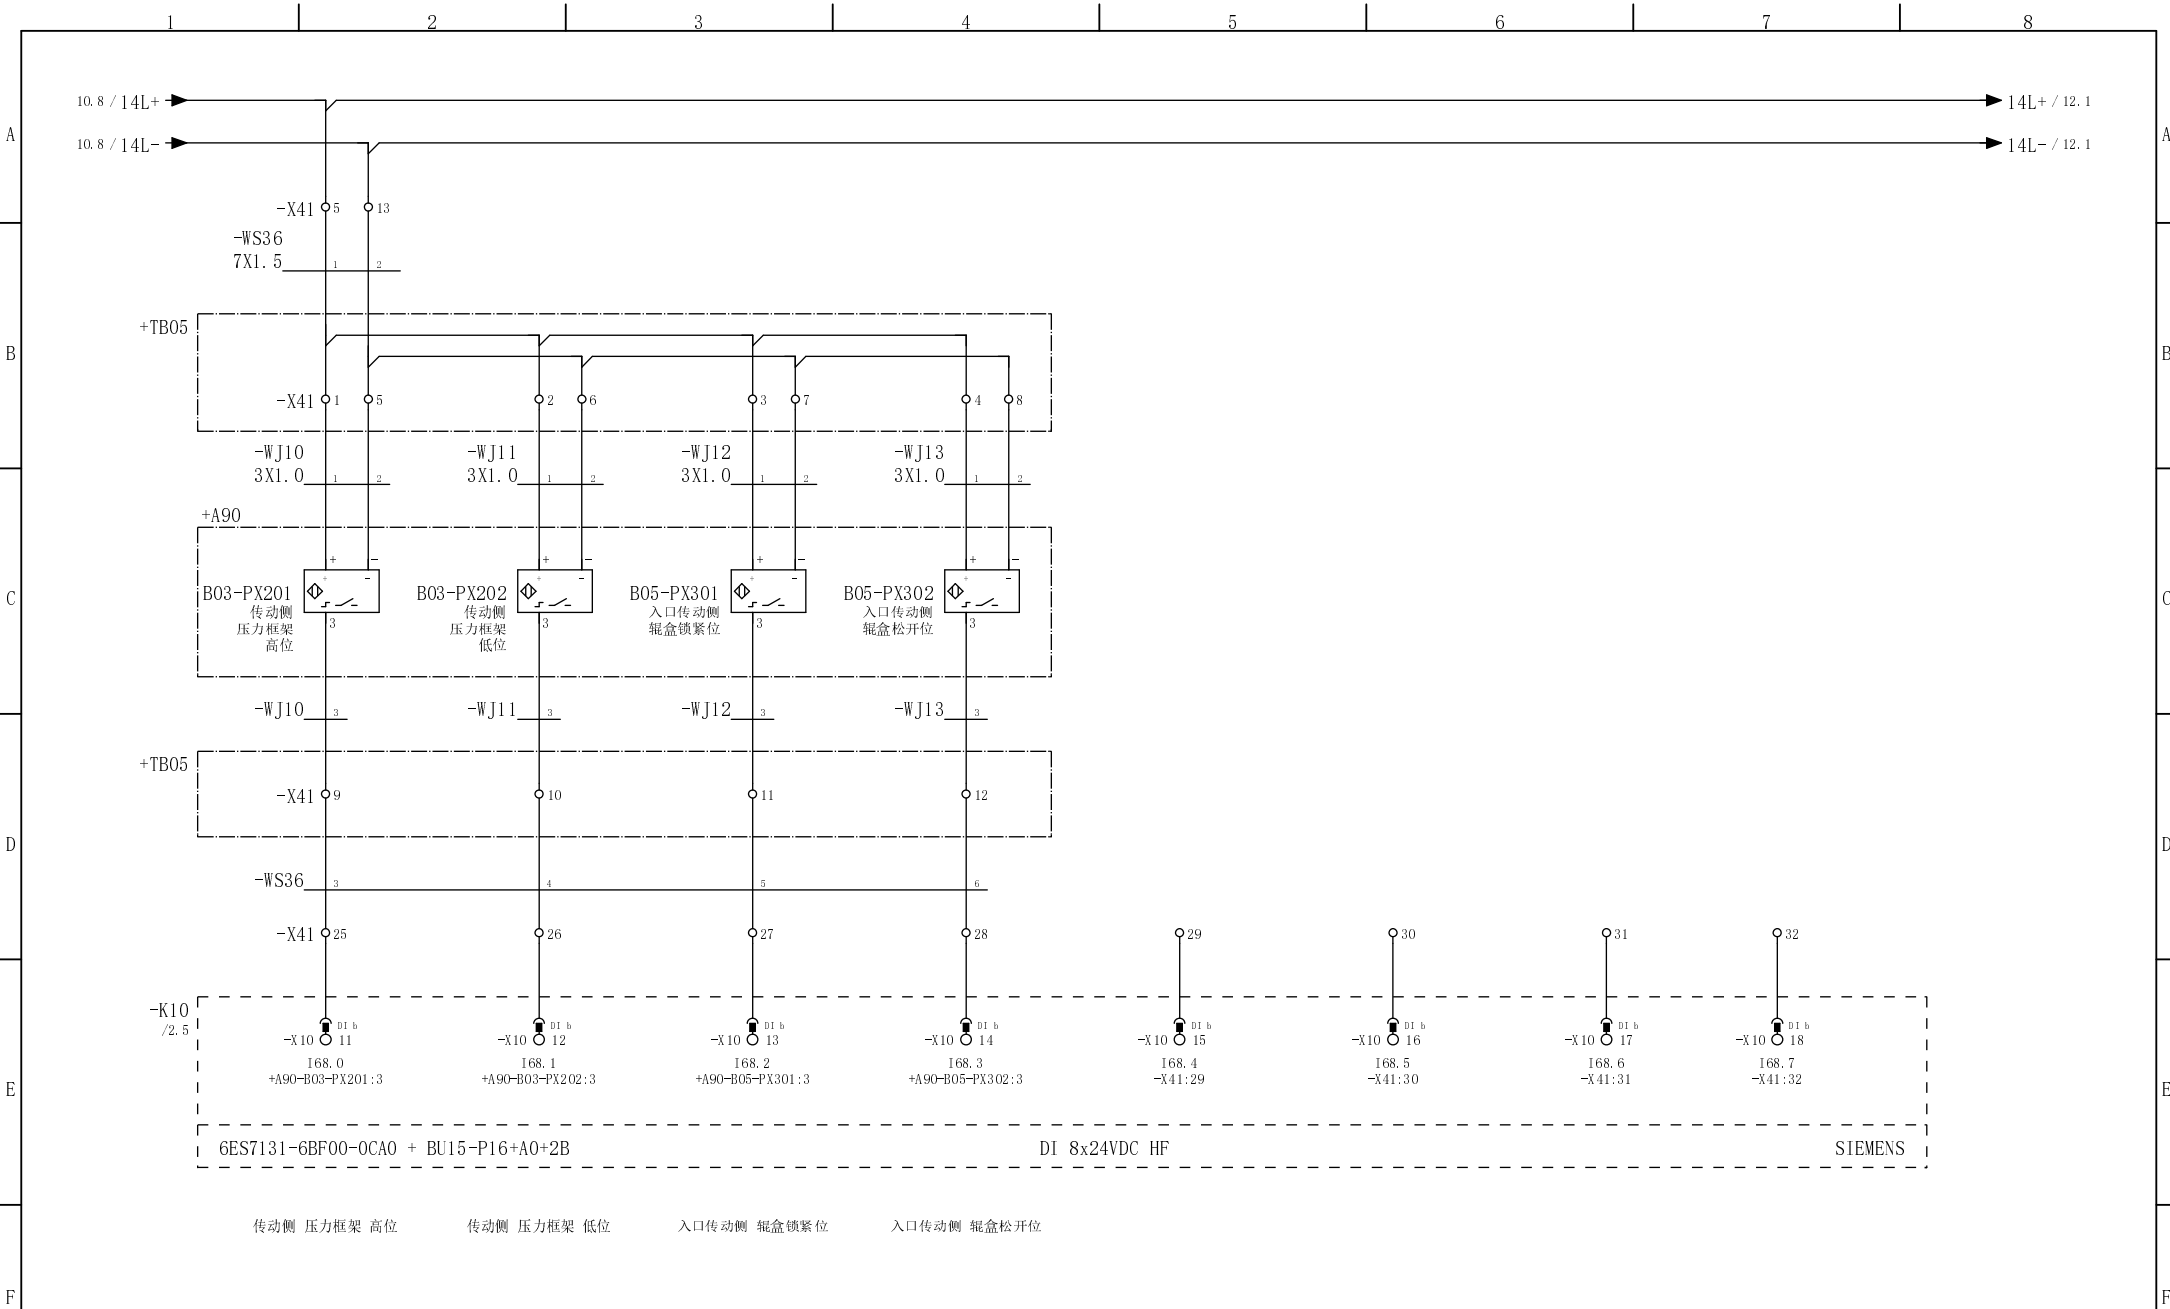 1 2 3 4 5 6 7 8
10.8 / 14L+ 14L+ / 12.1
A A
10.8 / 14L- 14L- / 12.1
-X41 5 13
-WS36
7X1.5 1 2
+TB05
B B
-X41 1 5 2 6 3 7 4 8
-WJ10 -WJ11 -WJ12 -WJ13
3X1.0 1 2 3X1.0 1 2 3X1.0 1 2 3X1.0 1 2
+A90
+ - + - + - + -
+ - + - + - + -
C B03-PX201 B03-PX202 B05-PX301 B05-PX302 C
传动侧 传动侧 入口传动侧 入口传动侧
压力框架 3 压力框架 3 辊盒锁紧位 3 辊盒松开位 3
高位 低位
-WJ10 3 -WJ11 3 -WJ12 3 -WJ13 3
+TB05
-X41 9 10 11 12
D D
-WS36 3 4 5 6
-X41 25 26 27 28 29 30 31 32
-K10
/2.5
DI b DI b DI b DI b DI b DI b DI b DI b
-X10 11 -X10 12 -X10 13 -X10 14 -X10 15 -X10 16 -X10 17 -X10 18
I68.0 I68.1 I68.2 I68.3 I68.4 I68.5 I68.6 I68.7
+A90-B03-PX201:3 +A90-B03-PX202:3 +A90-B05-PX301:3 +A90-B05-PX302:3 -X41:29 -X41:30 -X41:31 -X41:32
E E
6ES7131-6BF00-0CA0 + BU15-P16+A0+2B DI 8x24VDC HF SIEMENS
传动侧 压力框架 高位 传动侧 压力框架 低位 入口传动侧 辊盒锁紧位 入口传动侧 辊盒松开位
F F